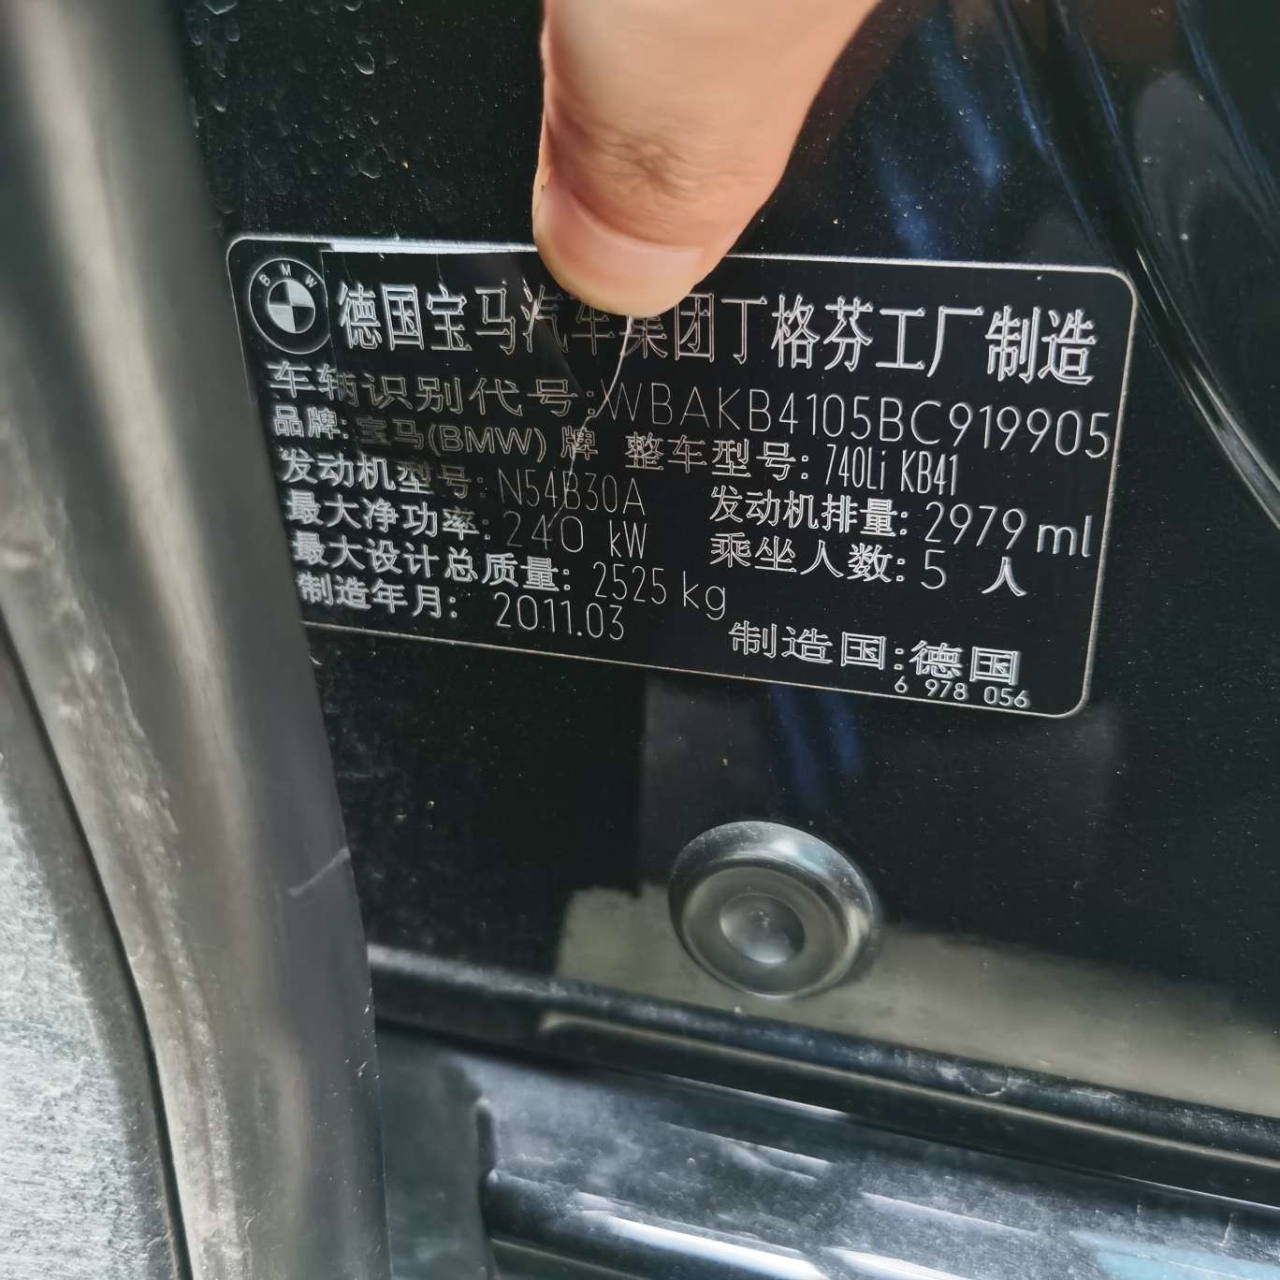 BMW
德国宝马汽车集团丁格芬工厂制造
车辆识别代号:WBAKB4105BC919905
品牌:宝马(BMW)牌 整车型号:740Li KB41
发动机型号:N54B30A 发动机排量:2979ml
最大净功率:240 kW 乘坐人数:5 人
最大设计总质量:2525kg
制造年月:2011.03 制造国:德国
6 978 056